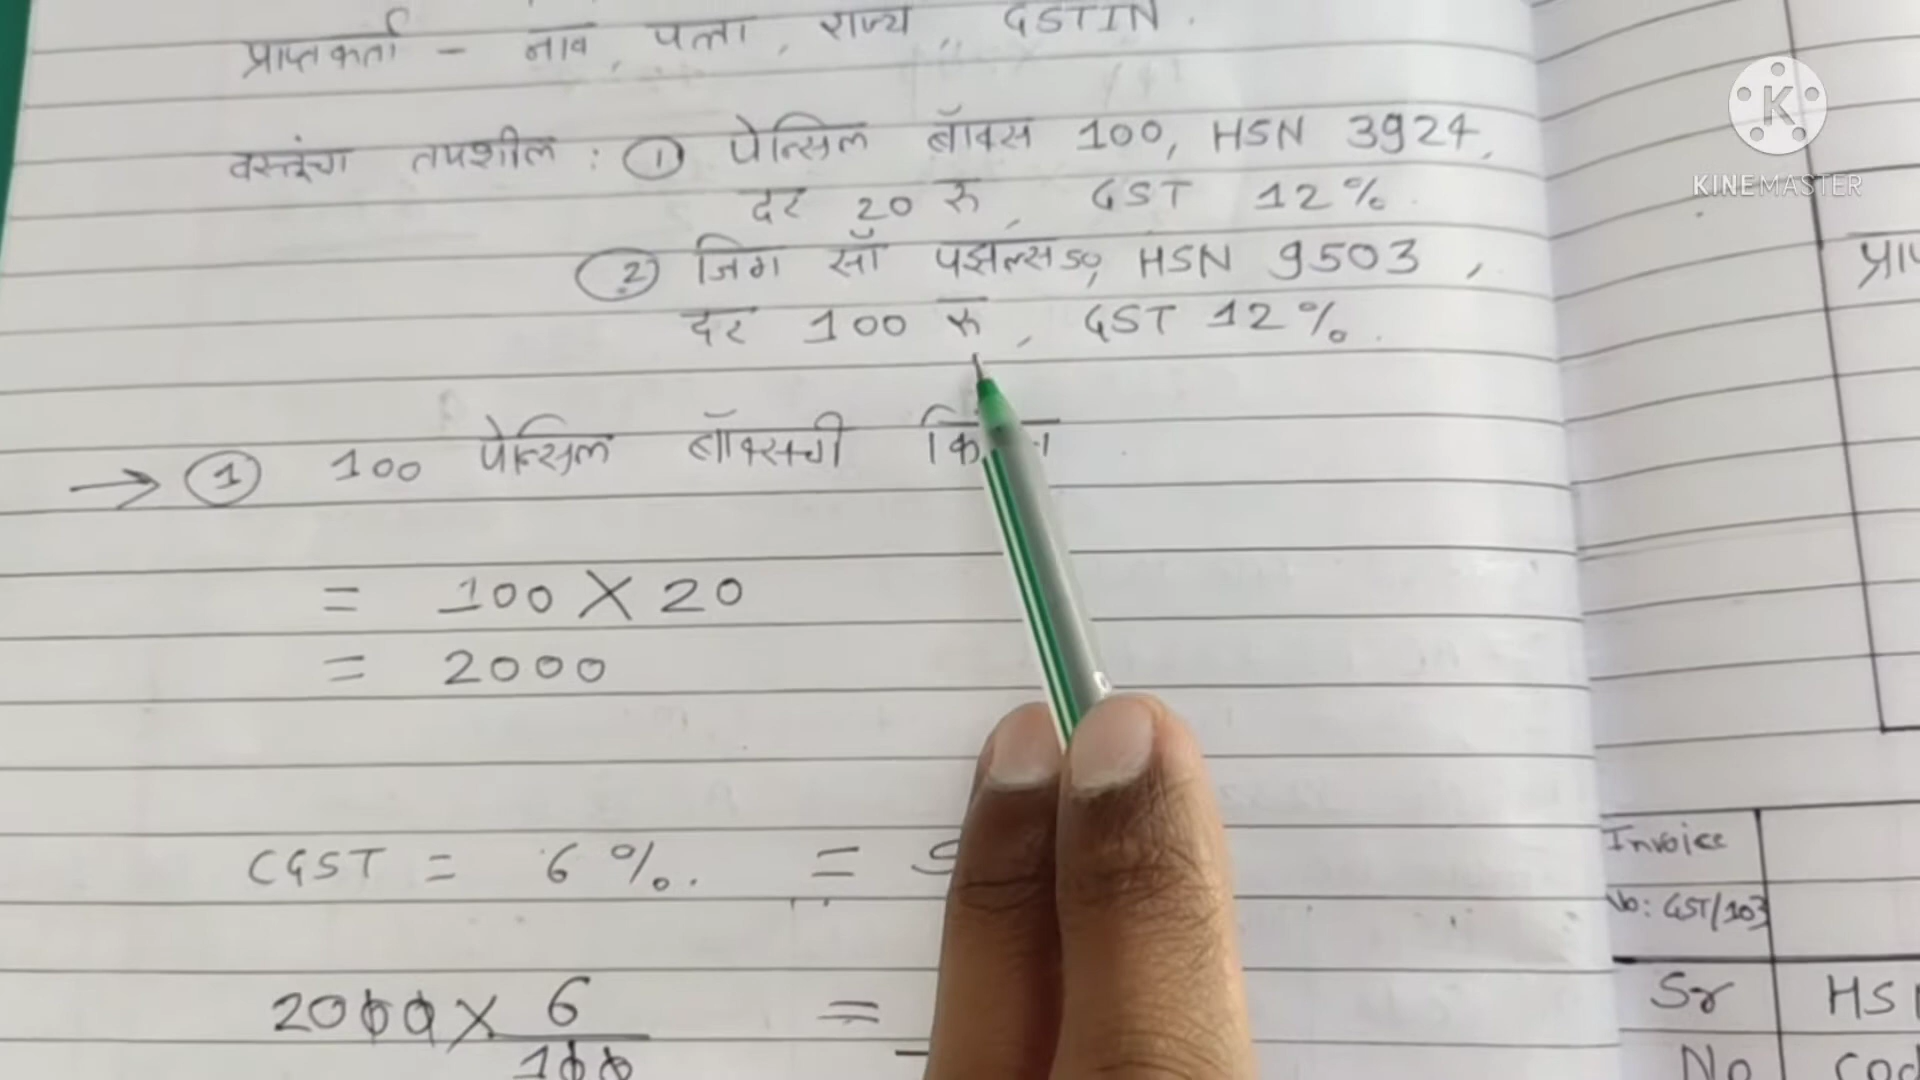 प्राप्तकर्ता - नाव, पत्ता, राज्य, GSTIN.
वस्तूंचा तपशील : ① पेन्सिल बॉक्स 100, HSN 3924,
दर 20 रु, GST 12%.
② जिग सॉ पझल्स 50, HSN 9503,
दर 100 रु, GST 12%.
→ ① 100 पेन्सिल बॉक्सची
= 100 X 20
= 2000
CGST = 6%. = S
2000 X 6/100 =
Invoice
No: GST/103
Sr
No
KINEMASTER